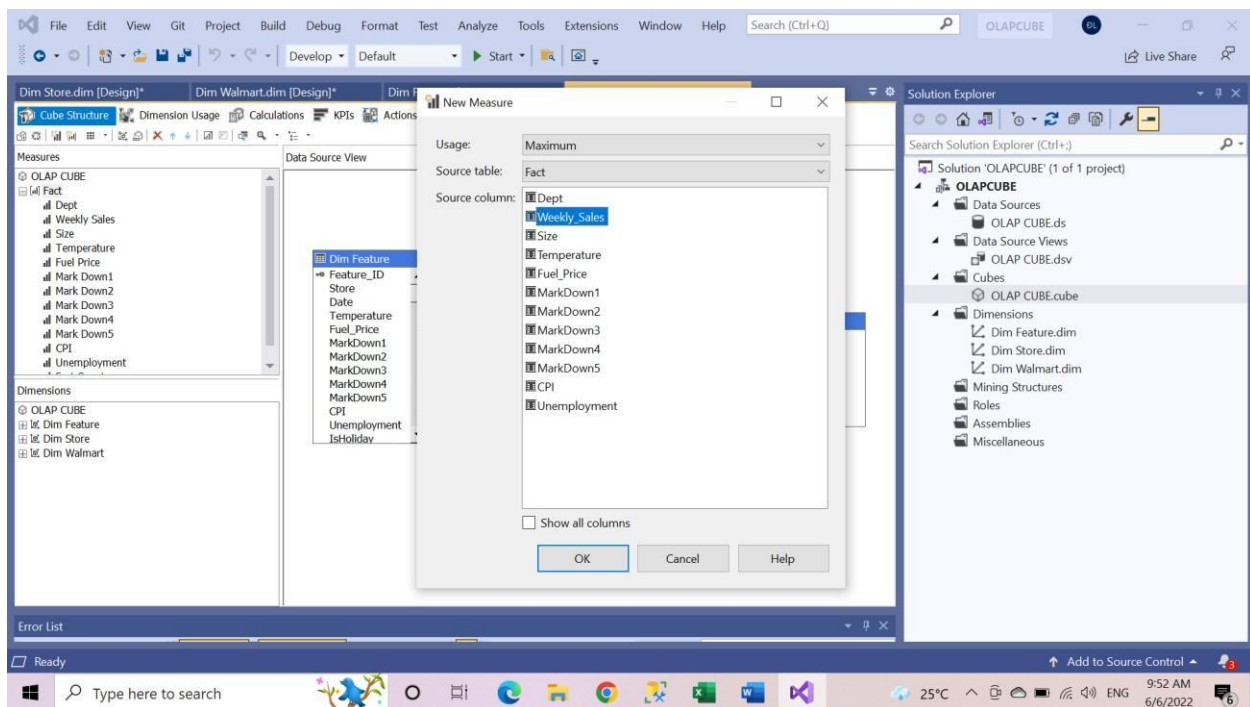 File Edit View Git Project Build Debug Format Test Analyze Tools Extensions Window Help Search (Ctrl+Q) OLAPCUBE ĐL
Develop Default Start Live Share
Dim Store.dim [Design]* Dim Walmart.dim [Design]* Dim
Cube Structure Dimension Usage Calculations KPIs Actions
Measures
OLAP CUBE
Fact
Dept
Weekly Sales
Size
Temperature
Fuel Price
Mark Down1
Mark Down2
Mark Down3
Mark Down4
Mark Down5
CPI
Unemployment
Dimensions
OLAP CUBE
Dim Feature
Dim Store
Dim Walmart
Data Source View
Dim Feature
Feature_ID
Store
Date
Temperature
Fuel_Price
MarkDown1
MarkDown2
MarkDown3
MarkDown4
MarkDown5
CPI
Unemployment
IsHoliday
New Measure
Usage: Maximum
Source table: Fact
Source column: Dept
Weekly_Sales
Size
Temperature
Fuel_Price
MarkDown1
MarkDown2
MarkDown3
MarkDown4
MarkDown5
CPI
Unemployment
Show all columns
OK Cancel Help
Solution Explorer
Search Solution Explorer (Ctrl+;)
Solution 'OLAPCUBE' (1 of 1 project)
OLAPCUBE
Data Sources
OLAP CUBE.ds
Data Source Views
OLAP CUBE.dsv
Cubes
OLAP CUBE.cube
Dimensions
Dim Feature.dim
Dim Store.dim
Dim Walmart.dim
Mining Structures
Roles
Assemblies
Miscellaneous
Error List
Ready Add to Source Control 3
Type here to search 25°C ENG 9:52 AM
6/6/2022 6